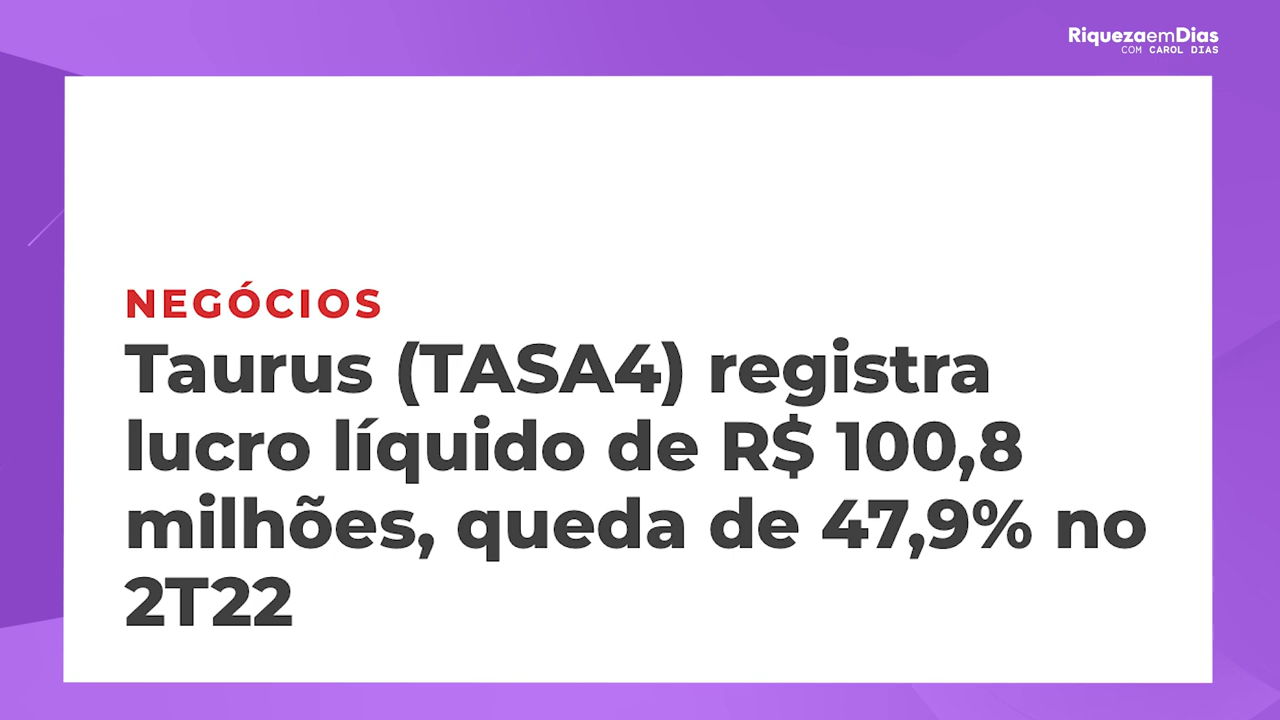 RiquezaemDias
COM CAROL DIAS
NEGÓCIOS
Taurus (TASA4) registra
lucro líquido de R$ 100,8
milhões, queda de 47,9% no
2T22